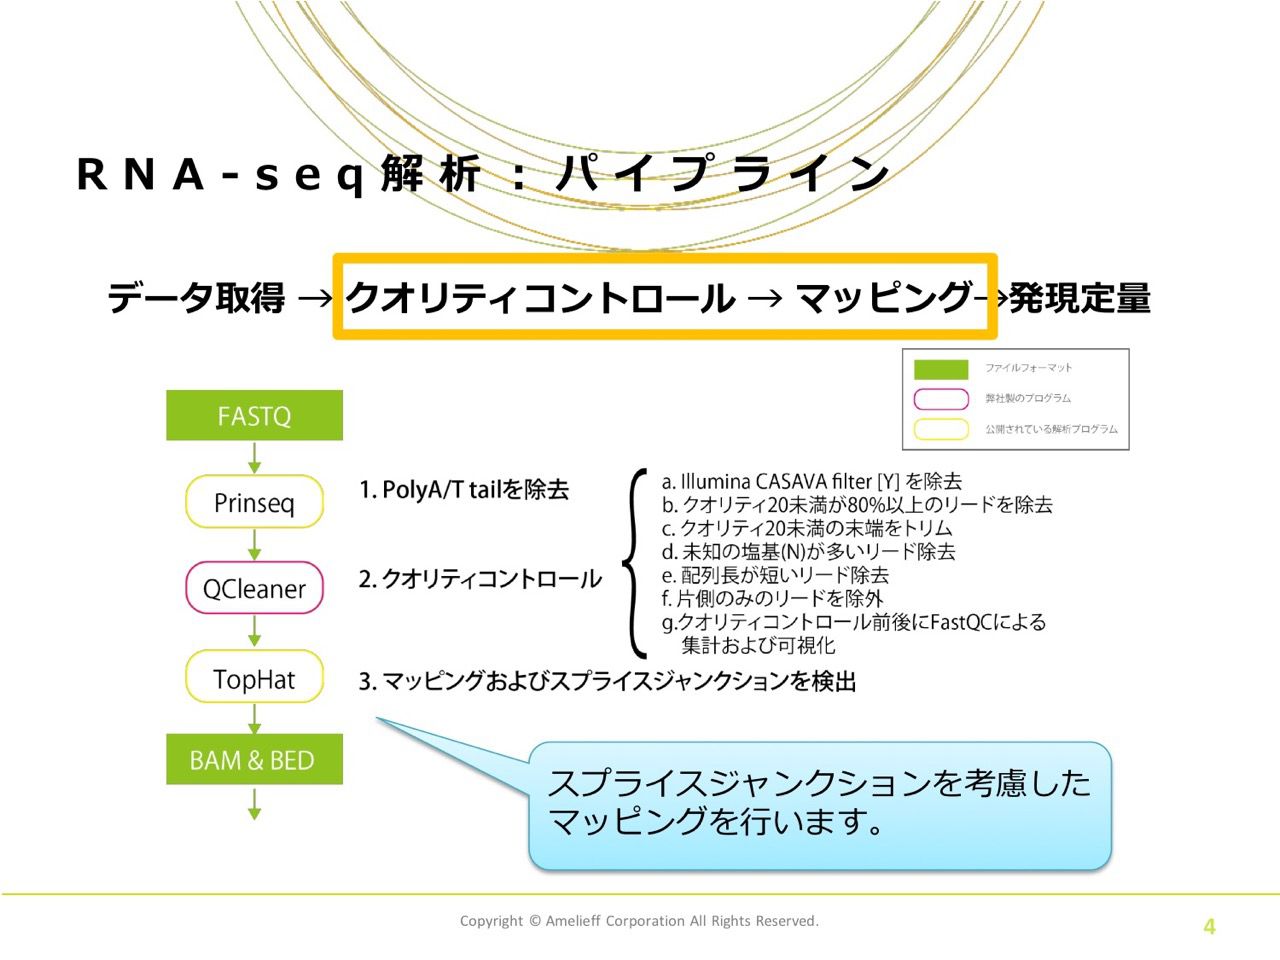 RNA-seq解析：パイプライン
データ取得 → クオリティコントロール → マッピング→発現定量
ファイルフォーマット
弊社製のプログラム
公開されている解析プログラム
FASTQ
Prinseq
1. PolyA/T tailを除去
QCleaner
2. クオリティコントロール
a. Illumina CASAVA filter [Y] を除去
b. クオリティ20未満が80%以上のリードを除去
c. クオリティ20未満の末端をトリム
d. 未知の塩基(N)が多いリード除去
e. 配列長が短いリード除去
f. 片側のみのリードを除外
g.クオリティコントロール前後にFastQCによる
集計および可視化
TopHat
3. マッピングおよびスプライスジャンクションを検出
BAM & BED
スプライスジャンクションを考慮した
マッピングを行います。
Copyright © Amelieff Corporation All Rights Reserved.
4